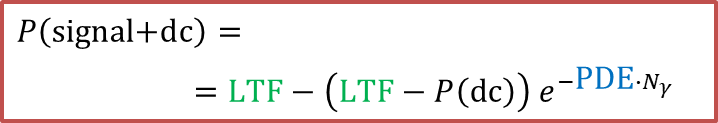 P(signal+dc) =
= LTF − (LTF − P(dc)) e^{−PDE·N_γ}